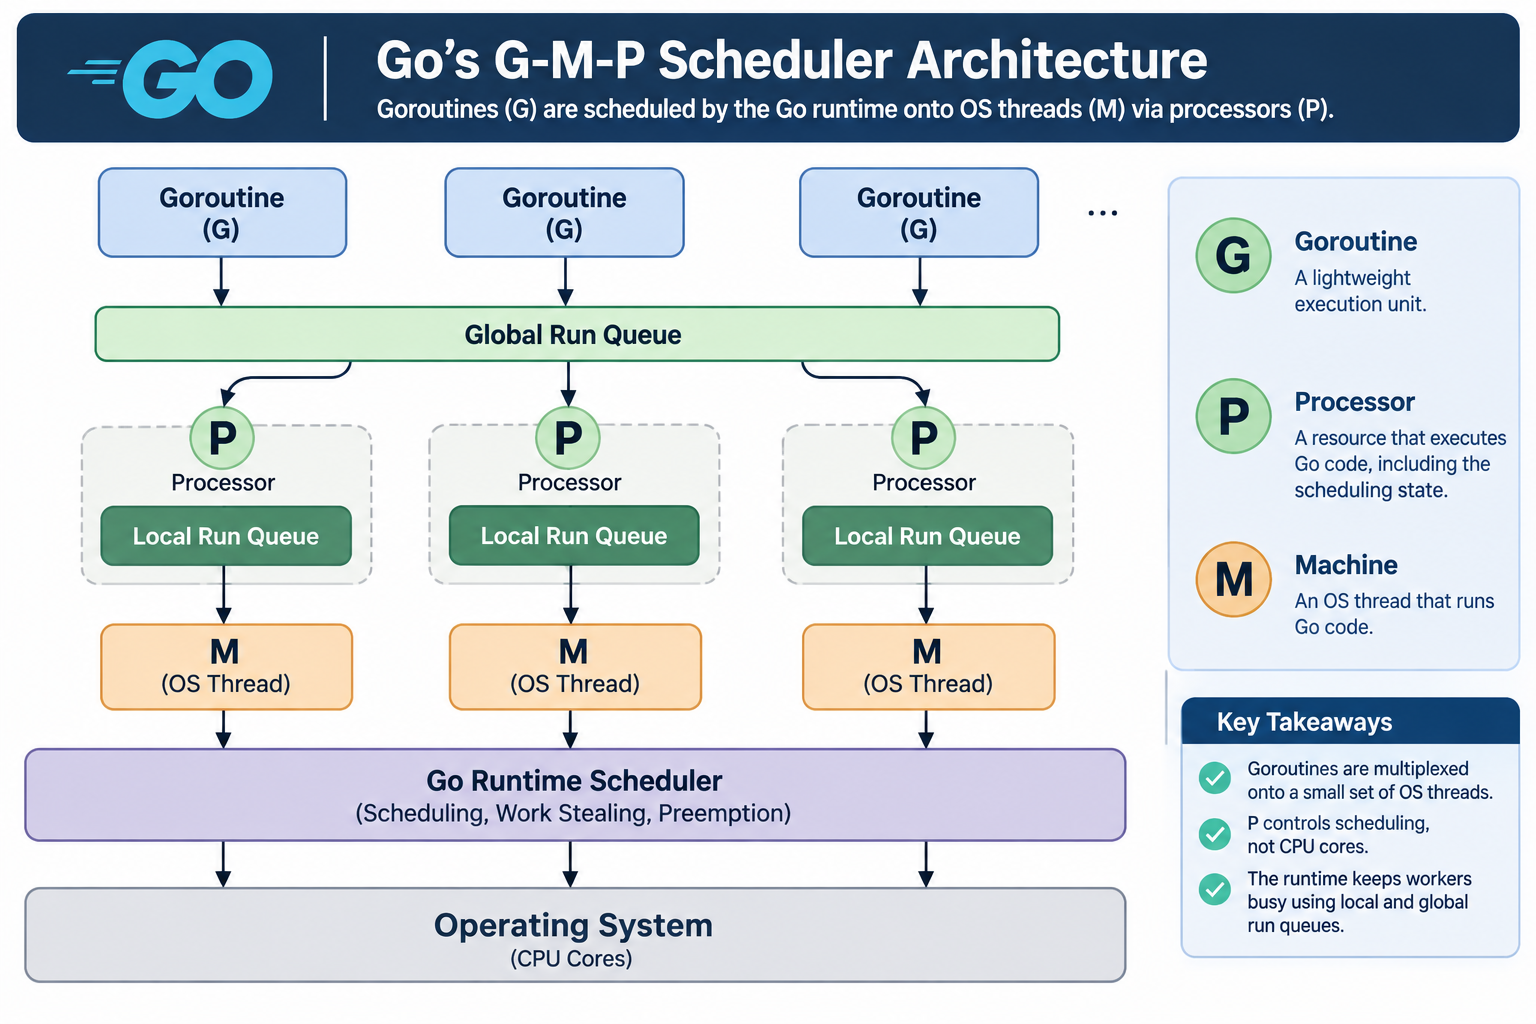 GO
Go's G-M-P Scheduler Architecture
Goroutines (G) are scheduled by the Go runtime onto OS threads (M) via processors (P).
Goroutine
(G)
Goroutine
(G)
Goroutine
(G)
...
Global Run Queue
P
Processor
Local Run Queue
P
Processor
Local Run Queue
P
Processor
Local Run Queue
M
(OS Thread)
M
(OS Thread)
M
(OS Thread)
Go Runtime Scheduler
(Scheduling, Work Stealing, Preemption)
Operating System
(CPU Cores)
G
Goroutine
A lightweight
execution unit.
P
Processor
A resource that executes
Go code, including the
scheduling state.
M
Machine
An OS thread that runs
Go code.
Key Takeaways
Goroutines are multiplexed
onto a small set of OS threads.
P controls scheduling,
not CPU cores.
The runtime keeps workers
busy using local and global
run queues.